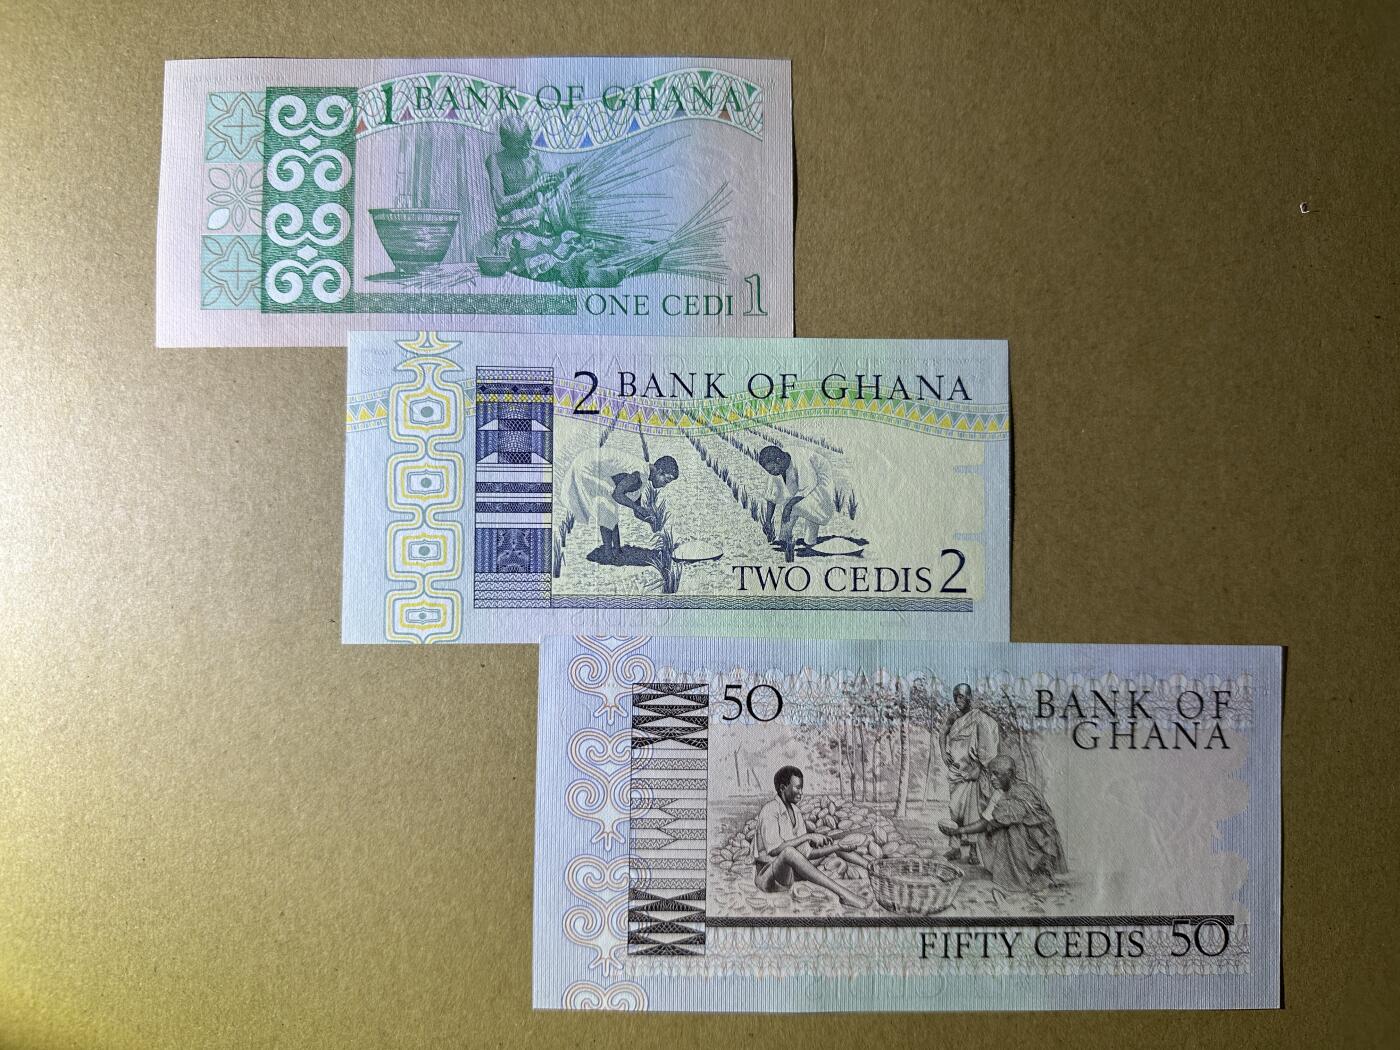 1 BANK OF GHANA
ONE CEDI 1
2 BANK OF GHANA
TWO CEDIS 2
50 BANK OF
GHANA
FIFTY CEDIS 50